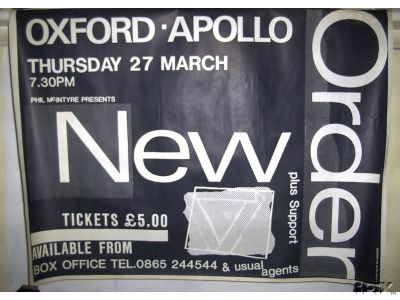 OXFORD·APOLLO
THURSDAY 27 MARCH
7.30PM
PHIL McINTYRE PRESENTS
New
Order
plus Support
TICKETS £5.00
AVAILABLE FROM
BOX OFFICE TEL.0865 244544 & usual agents